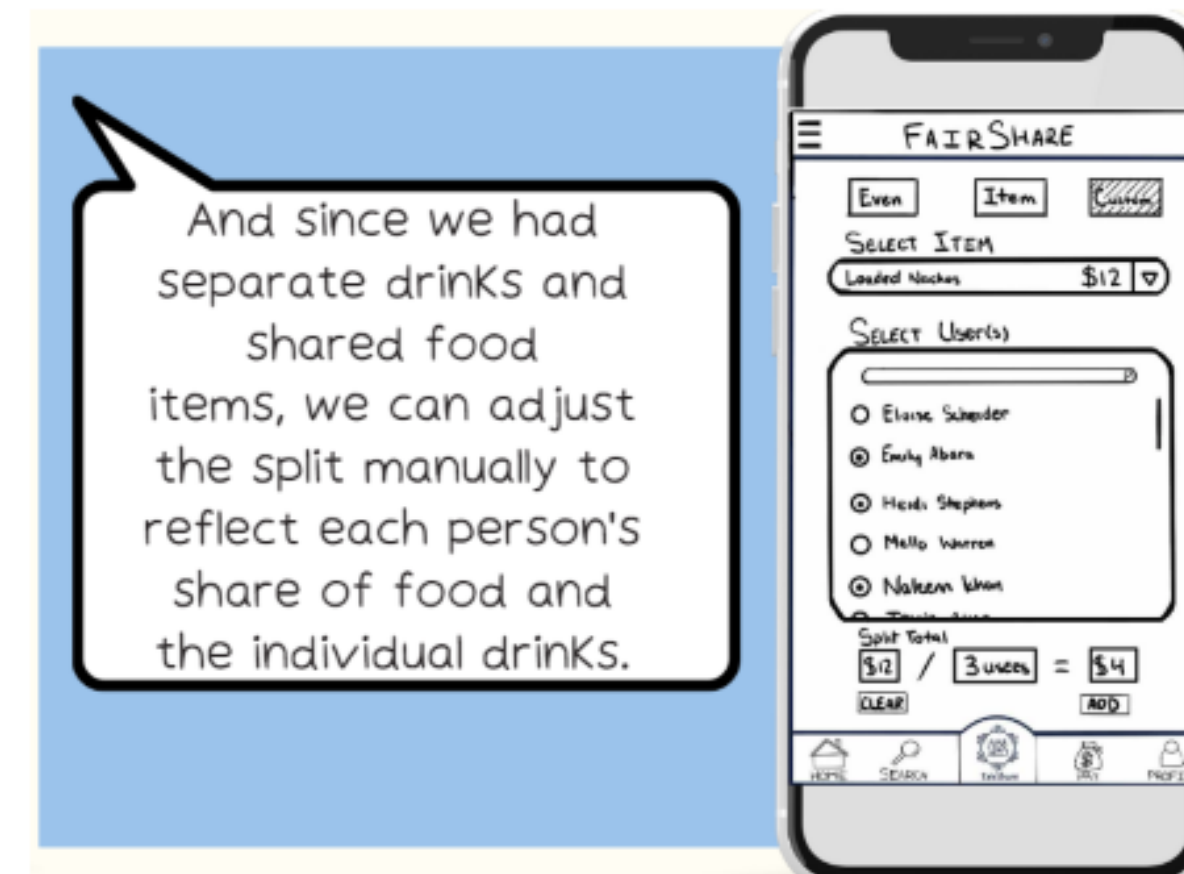 And since we had
separate drinks and
shared food
items, we can adjust
the split manually to
reflect each person's
share of food and
the individual drinks.
FAIRSHARE
Even Item Custom
SELECT ITEM
Loaded Nachos $12
SELECT User(s)
Eloise
Emily Abara
Heidi Stephens
Mello Warren
Naleem Khan
Split Total
$12 / 3 users = $4
CLEAR ADD
HOME SEARCH PAY